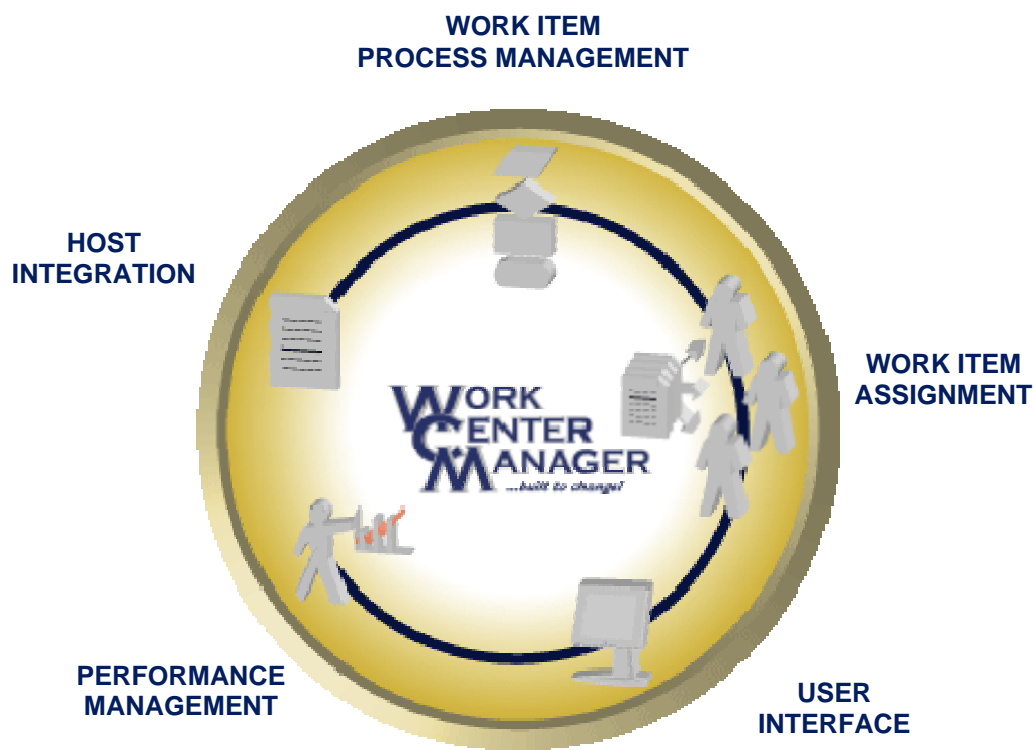 WORK ITEM
PROCESS MANAGEMENT
HOST
INTEGRATION
WORK ITEM
ASSIGNMENT
WORK
CENTER
MANAGER
...built to change!
PERFORMANCE
MANAGEMENT
USER
INTERFACE